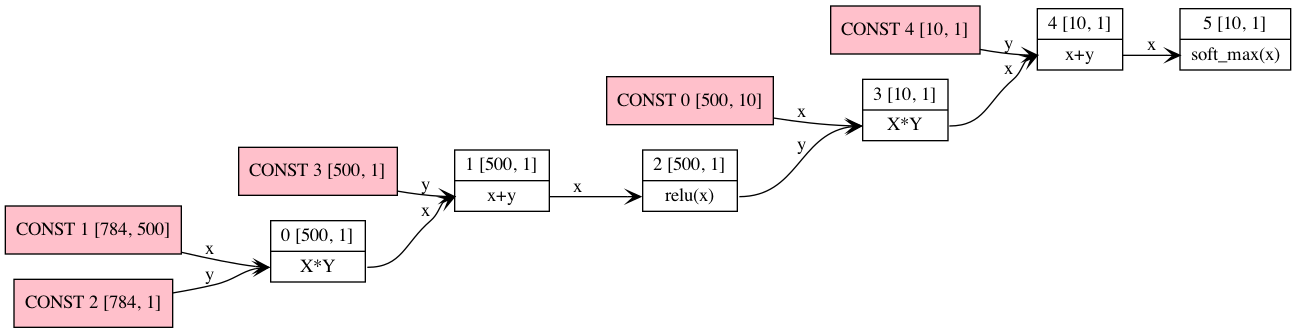 CONST 4 [10, 1]
y
x
4 [10, 1]
x+y
x
5 [10, 1]
soft_max(x)
CONST 0 [500, 10]
x
y
3 [10, 1]
X*Y
CONST 3 [500, 1]
y
x
1 [500, 1]
x+y
x
2 [500, 1]
relu(x)
CONST 1 [784, 500]
x
CONST 2 [784, 1]
y
0 [500, 1]
X*Y